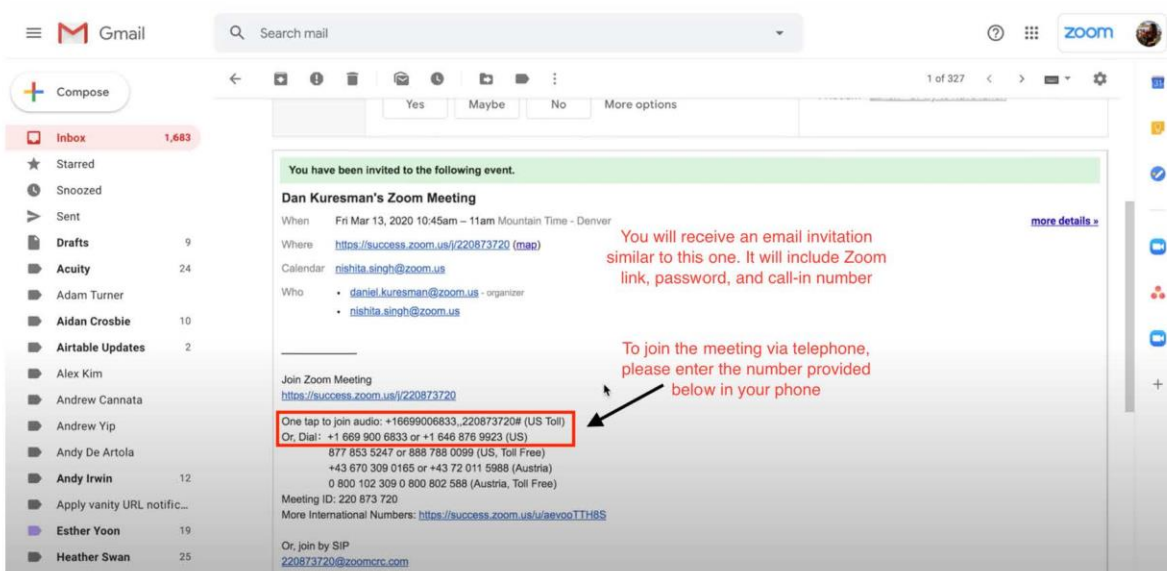 Gmail
Search mail
zoom
Compose
1 of 327
Yes Maybe No More options
Inbox 1,683
Starred
Snoozed
Sent
Drafts 9
Acuity 24
Adam Turner
Aidan Crosbie 10
Airtable Updates 2
Alex Kim
Andrew Cannata
Andrew Yip
Andy De Artola
Andy Irwin 12
Apply vanity URL notific...
Esther Yoon 19
Heather Swan 25
You have been invited to the following event.
Dan Kuresman's Zoom Meeting
When Fri Mar 13, 2020 10:45am – 11am Mountain Time - Denver
more details »
Where https://success.zoom.us/j/220873720 (map)
Calendar nishita.singh@zoom.us
Who • daniel.kuresman@zoom.us - organizer
• nishita.singh@zoom.us
You will receive an email invitation
similar to this one. It will include Zoom
link, password, and call-in number
To join the meeting via telephone,
please enter the number provided
below in your phone
Join Zoom Meeting
https://success.zoom.us/j/220873720
One tap to join audio: +16699006833,,220873720# (US Toll)
Or, Dial: +1 669 900 6833 or +1 646 876 9923 (US)
877 853 5247 or 888 788 0099 (US, Toll Free)
+43 670 309 0165 or +43 72 011 5988 (Austria)
0 800 102 309 0 800 802 588 (Austria, Toll Free)
Meeting ID: 220 873 720
More International Numbers: https://success.zoom.us/u/aevooTTH8S
Or, join by SIP
220873720@zoomcrc.com
31